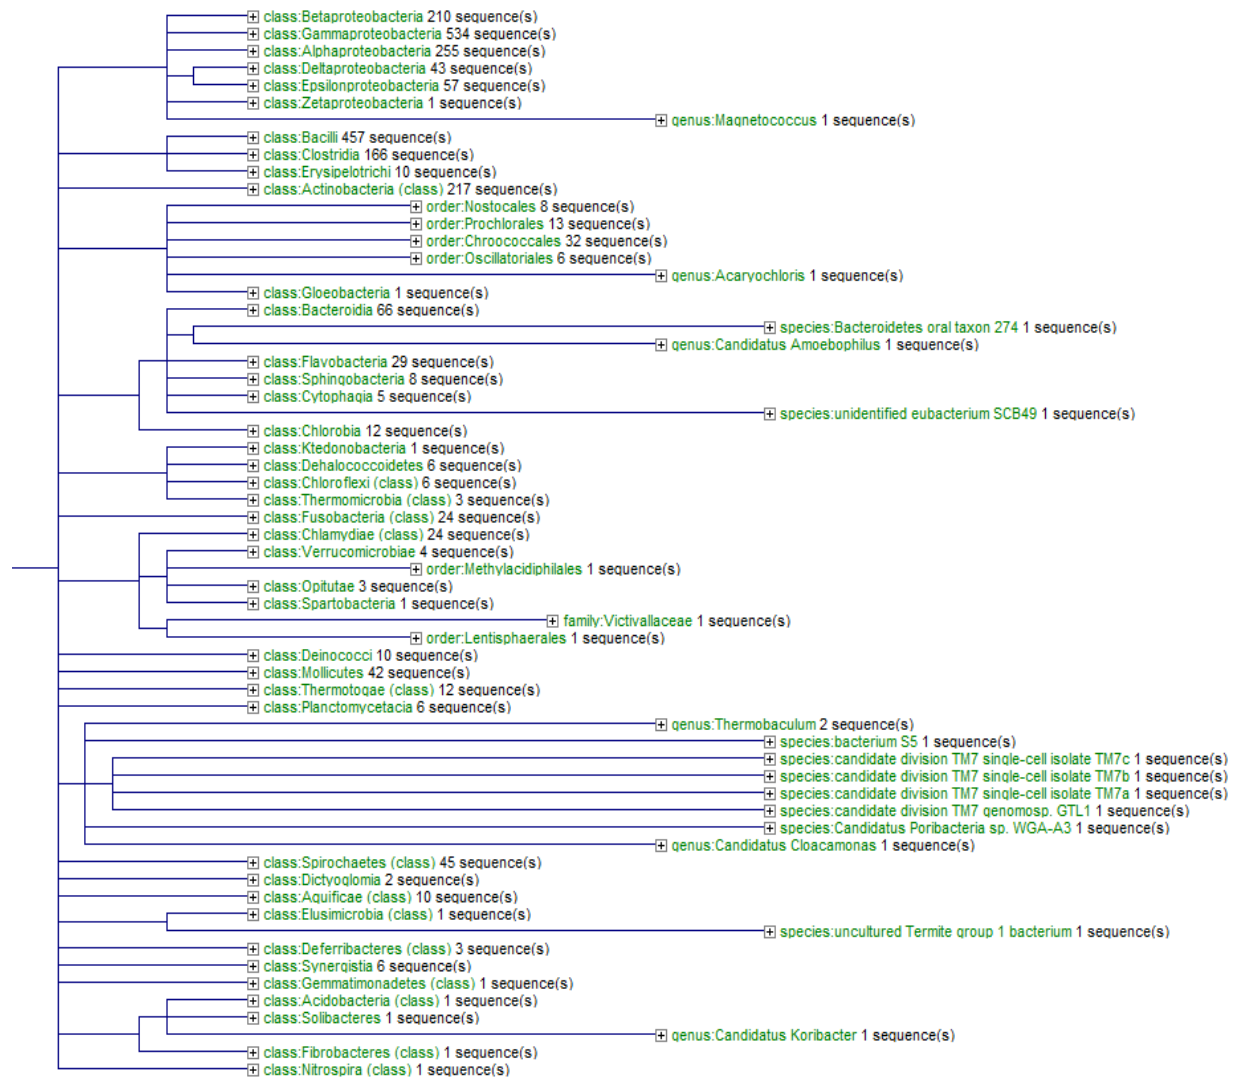 class:Betaproteobacteria 210 sequence(s)
class:Gammaproteobacteria 534 sequence(s)
class:Alphaproteobacteria 255 sequence(s)
class:Deltaproteobacteria 43 sequence(s)
class:Epsilonproteobacteria 57 sequence(s)
class:Zetaproteobacteria 1 sequence(s)
genus:Magnetococcus 1 sequence(s)
class:Bacilli 457 sequence(s)
class:Clostridia 166 sequence(s)
class:Erysipelotrichi 10 sequence(s)
class:Actinobacteria (class) 217 sequence(s)
order:Nostocales 8 sequence(s)
order:Prochlorales 13 sequence(s)
order:Chroococcales 32 sequence(s)
order:Oscillatoriales 6 sequence(s)
genus:Acaryochloris 1 sequence(s)
class:Gloeobacteria 1 sequence(s)
class:Bacteroidia 66 sequence(s)
species:Bacteroidetes oral taxon 274 1 sequence(s)
genus:Candidatus Amoebophilus 1 sequence(s)
class:Flavobacteria 29 sequence(s)
class:Sphingobacteria 8 sequence(s)
class:Cytophagia 5 sequence(s)
species:unidentified eubacterium SCB49 1 sequence(s)
class:Chlorobia 12 sequence(s)
class:Ktedonobacteria 1 sequence(s)
class:Dehalococcoidetes 6 sequence(s)
class:Chloroflexi (class) 6 sequence(s)
class:Thermomicrobia (class) 3 sequence(s)
class:Fusobacteria (class) 24 sequence(s)
class:Chlamydiae (class) 24 sequence(s)
class:Verrucomicrobiae 4 sequence(s)
order:Methylacidiphilales 1 sequence(s)
class:Opitutae 3 sequence(s)
class:Spartobacteria 1 sequence(s)
family:Victivallaceae 1 sequence(s)
order:Lentisphaerales 1 sequence(s)
class:Deinococci 10 sequence(s)
class:Mollicutes 42 sequence(s)
class:Thermotogae (class) 12 sequence(s)
class:Planctomycetacia 6 sequence(s)
genus:Thermobaculum 2 sequence(s)
species:bacterium S5 1 sequence(s)
species:candidate division TM7 single-cell isolate TM7c 1 sequence(s)
species:candidate division TM7 single-cell isolate TM7b 1 sequence(s)
species:candidate division TM7 single-cell isolate TM7a 1 sequence(s)
species:candidate division TM7 genomosp. GTL1 1 sequence(s)
species:Candidatus Poribacteria sp. WGA-A3 1 sequence(s)
genus:Candidatus Cloacamonas 1 sequence(s)
class:Spirochaetes (class) 45 sequence(s)
class:Dictyoglomia 2 sequence(s)
class:Aquificae (class) 10 sequence(s)
class:Elusimicrobia (class) 1 sequence(s)
species:uncultured Termite group 1 bacterium 1 sequence(s)
class:Deferribacteres (class) 3 sequence(s)
class:Synergistia 6 sequence(s)
class:Gemmatimonadetes (class) 1 sequence(s)
class:Acidobacteria (class) 1 sequence(s)
class:Solibacteres 1 sequence(s)
genus:Candidatus Koribacter 1 sequence(s)
class:Fibrobacteres (class) 1 sequence(s)
class:Nitrospira (class) 1 sequence(s)